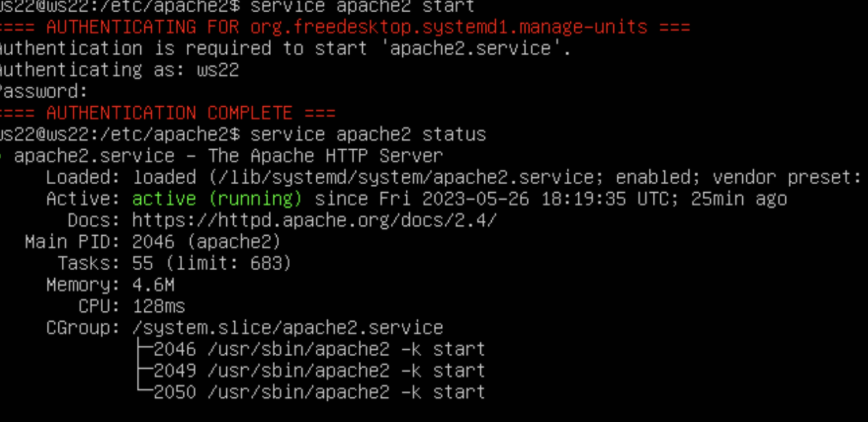 ws22@ws22:/etc/apache2$ service apache2 start
==== AUTHENTICATING FOR org.freedesktop.systemd1.manage-units ===
Authentication is required to start 'apache2.service'.
Authenticating as: ws22
Password:
==== AUTHENTICATION COMPLETE ===
ws22@ws22:/etc/apache2$ service apache2 status
● apache2.service - The Apache HTTP Server
Loaded: loaded (/lib/systemd/system/apache2.service; enabled; vendor preset:
Active: active (running) since Fri 2023-05-26 18:19:35 UTC; 25min ago
Docs: https://httpd.apache.org/docs/2.4/
Main PID: 2046 (apache2)
Tasks: 55 (limit: 683)
Memory: 4.6M
CPU: 128ms
CGroup: /system.slice/apache2.service
├─2046 /usr/sbin/apache2 -k start
├─2049 /usr/sbin/apache2 -k start
└─2050 /usr/sbin/apache2 -k start